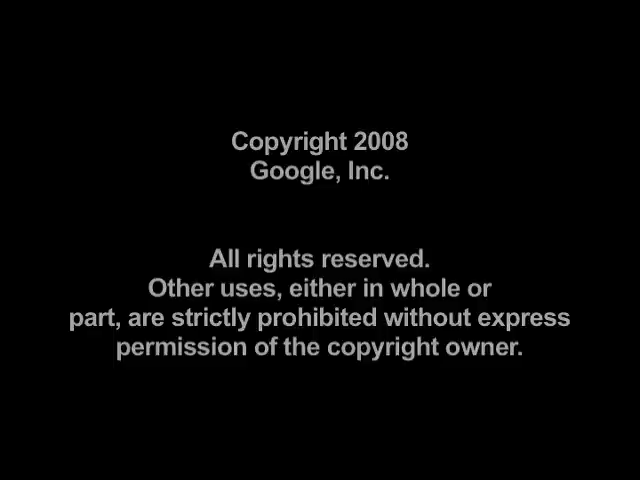 Copyright 2008
Google, Inc.
All rights reserved.
Other uses, either in whole or
part, are strictly prohibited without express
permission of the copyright owner.